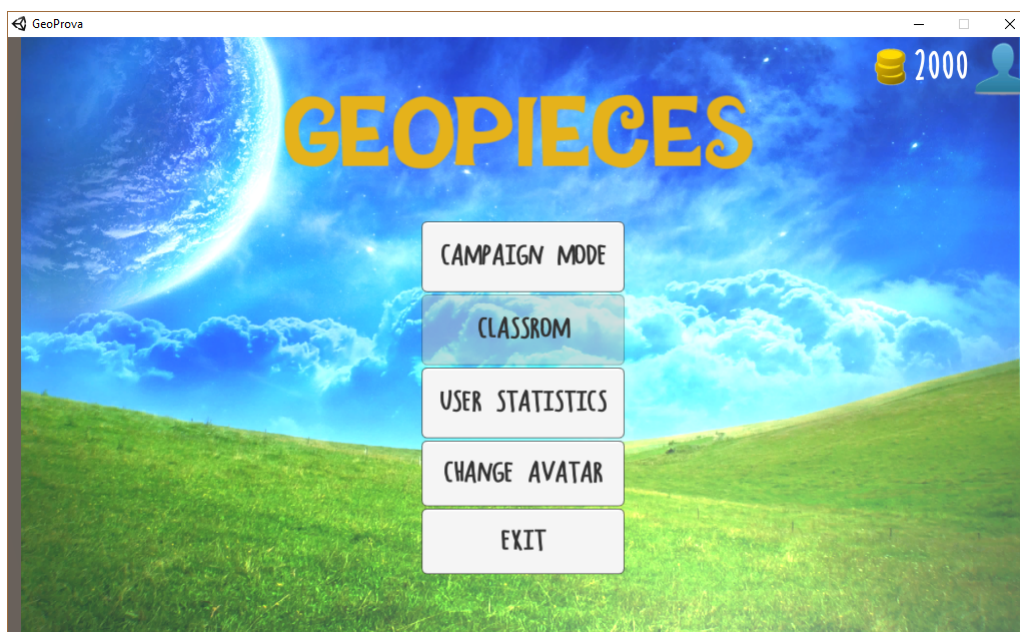 GeoProva
2000
GEOPIECES
CAMPAIGN MODE
CLASSROM
USER STATISTICS
CHANGE AVATAR
EXIT